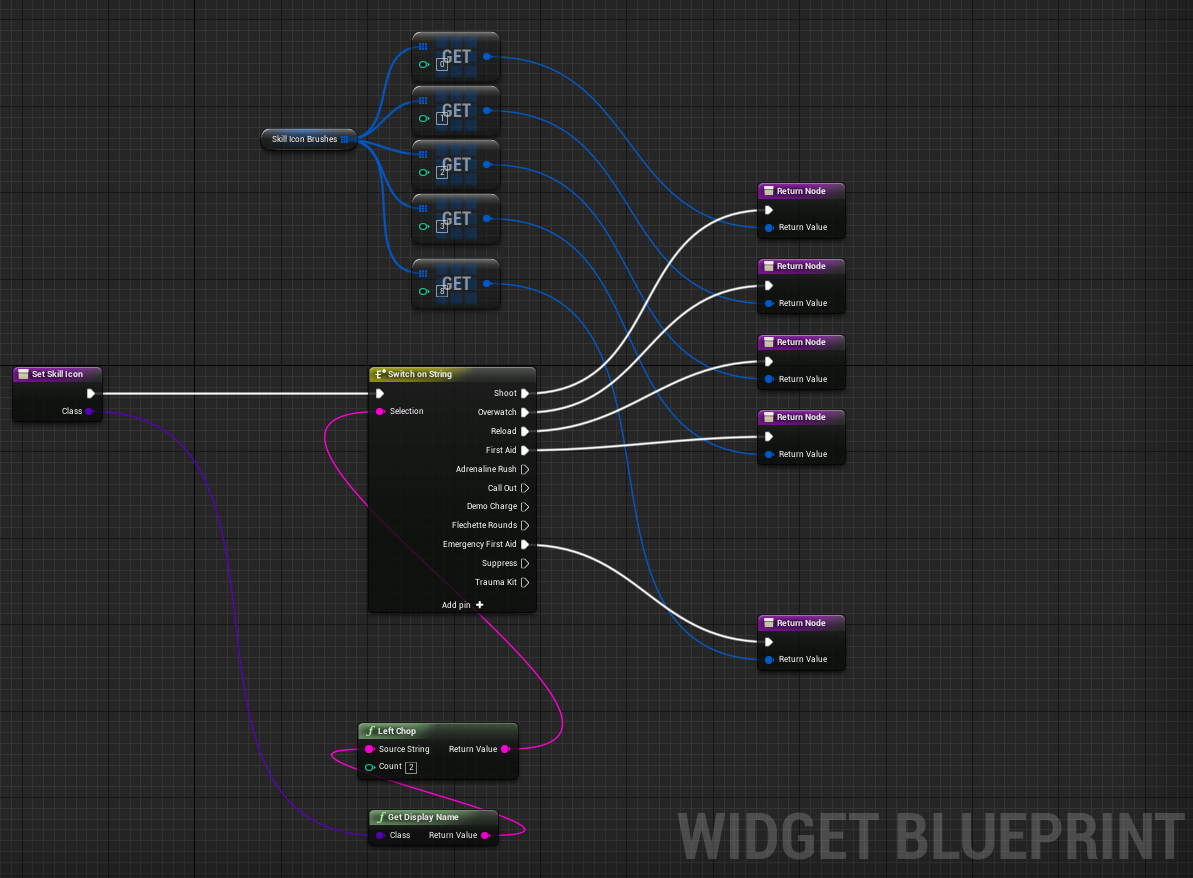 GET
0
GET
1
Skill Icon Brushes
GET
2
GET
3
GET
8
Return Node
Return Value
Return Node
Return Value
Return Node
Return Value
Return Node
Return Value
Set Skill Icon
Class
Switch on String
Selection
Shoot
Overwatch
Reload
First Aid
Adrenaline Rush
Call Out
Demo Charge
Flechette Rounds
Emergency First Aid
Suppress
Trauma Kit
Add pin
Return Node
Return Value
Left Chop
Source String Return Value
Count 2
Get Display Name
Class Return Value
WIDGET BLUEPRINT